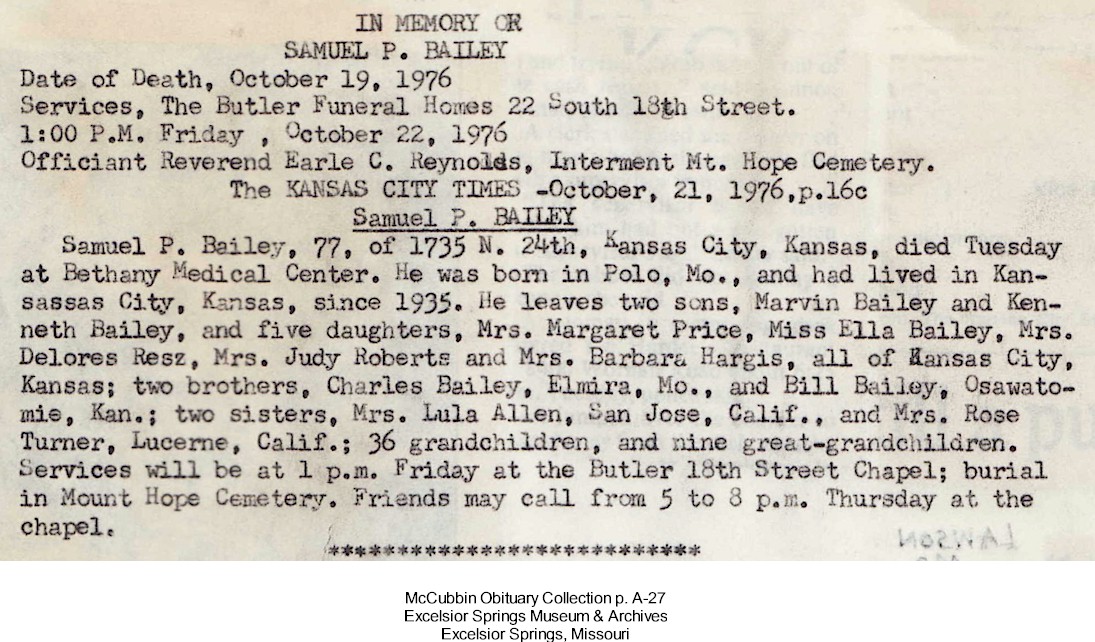 IN MEMORY OR
SAMUEL P. BAILEY
Date of Death, October 19, 1976
Services, The Butler Funeral Homes 22 South 18th Street.
1:00 P.M. Friday , October 22, 1976
Officiant Reverend Earle C. Reynolds, Interment Mt. Hope Cemetery.
The KANSAS CITY TIMES -October, 21, 1976,p.16c
Samuel P. BAILEY
Samuel P. Bailey, 77, of 1735 N. 24th, Kansas City, Kansas, died Tuesday
at Bethany Medical Center. He was born in Polo, Mo., and had lived in Kan-
sassas City, Kansas, since 1935. He leaves two sons, Marvin Bailey and Ken-
neth Bailey, and five daughters, Mrs. Margaret Price, Miss Ella Bailey, Mrs.
Delores Resz, Mrs. Judy Roberts and Mrs. Barbara Hargis, all of Kansas City,
Kansas; two brothers, Charles Bailey, Elmira, Mo., and Bill Bailey, Osawato-
mie, Kan.; two sisters, Mrs. Lula Allen, San Jose, Calif., and Mrs. Rose
Turner, Lucerne, Calif.; 36 grandchildren, and nine great-grandchildren.
Services will be at 1 p.m. Friday at the Butler 18th Street Chapel; burial
in Mount Hope Cemetery. Friends may call from 5 to 8 p.m. Thursday at the
chapel.
****************************
LAWSON
McCubbin Obituary Collection p. A-27
Excelsior Springs Museum & Archives
Excelsior Springs, Missouri